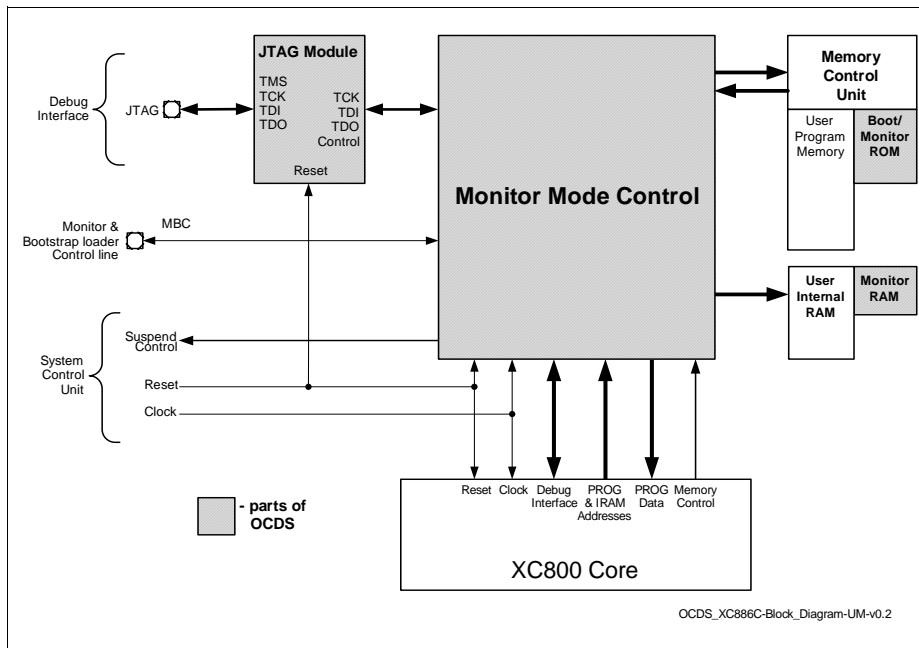 JTAG Module
TMS
TCK
TDI
TDO
TCK
TDI
TDO
Control
Reset
Debug
Interface
JTAG
Monitor Mode Control
Memory
Control
Unit
User
Program
Memory
Boot/
Monitor
ROM
Monitor &
Bootstrap loader
Control line
MBC
User
Internal
RAM
Monitor
RAM
System
Control
Unit
Suspend
Control
Reset
Clock
- parts of
OCDS
Reset
Clock
Debug
Interface
PROG
& IRAM
Addresses
PROG
Data
Memory
Control
XC800 Core
OCDS_XC886C-Block_Diagram-UM-v0.2